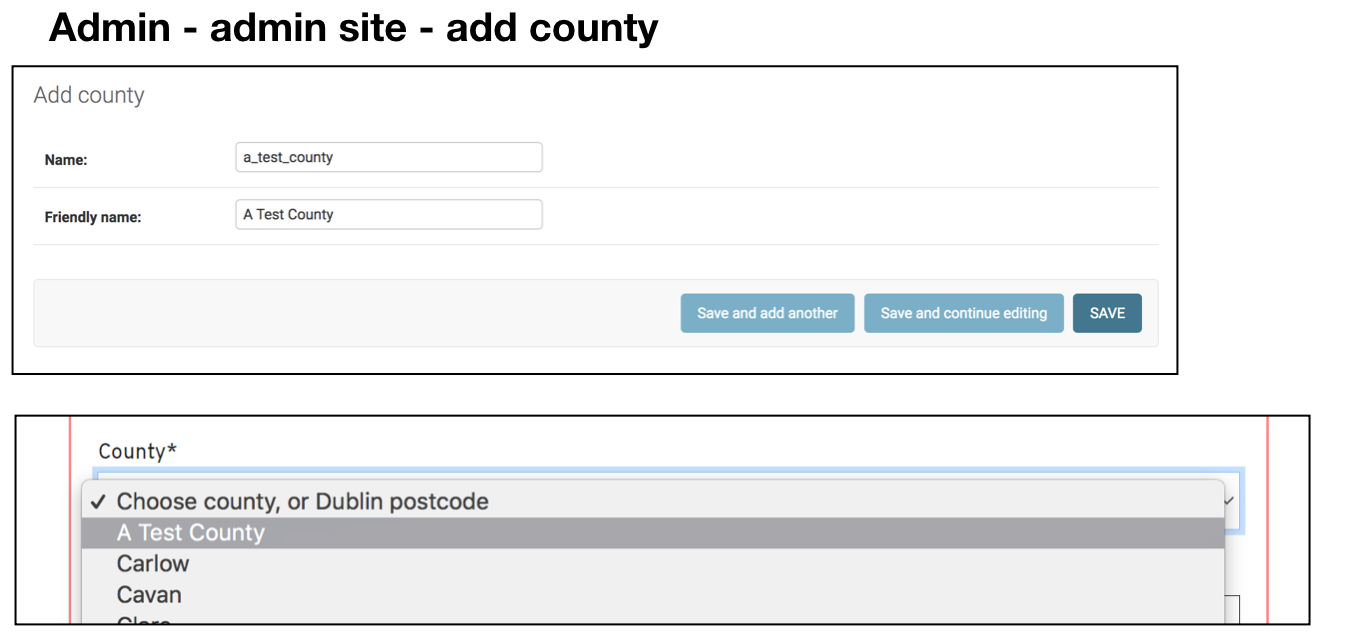 Admin - admin site - add county
Add county
Name:
a_test_county
Friendly name:
A Test County
Save and add another
Save and continue editing
SAVE
County*
✓ Choose county, or Dublin postcode
A Test County
Carlow
Cavan